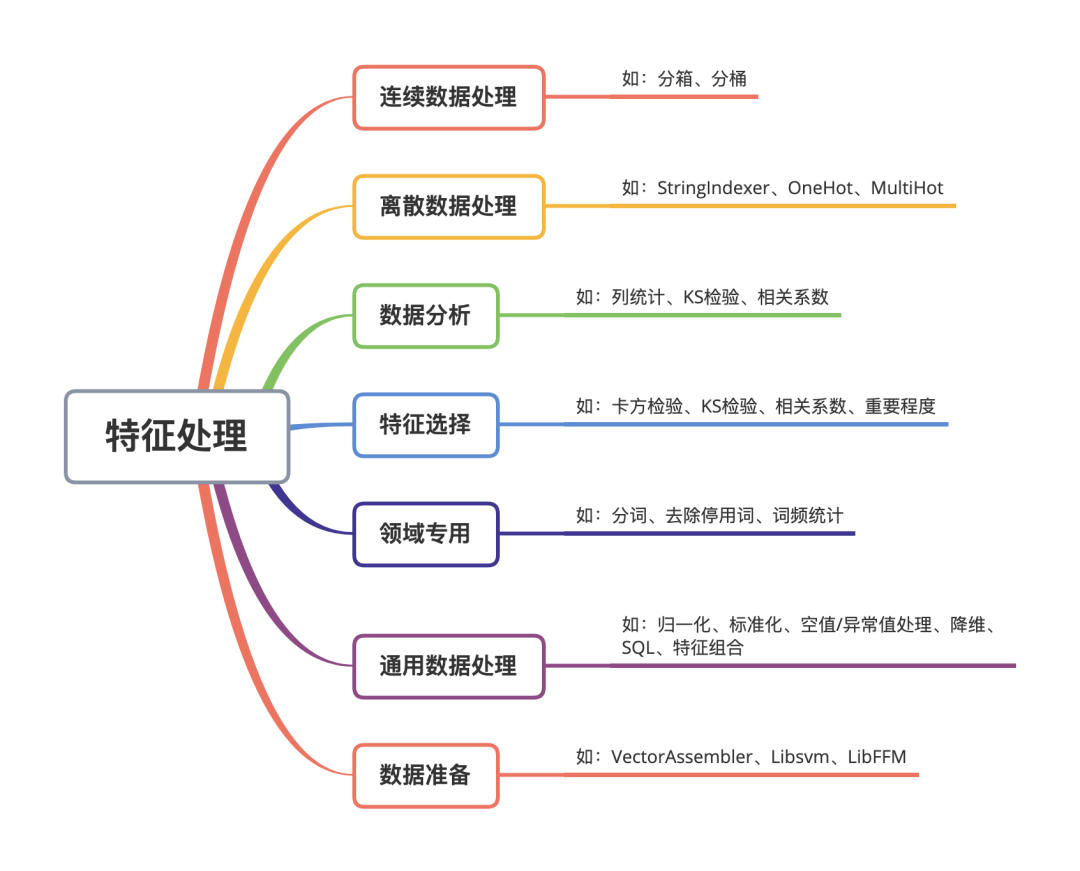 特征处理
连续数据处理
如：分箱、分桶
离散数据处理
如：StringIndexer、OneHot、MultiHot
数据分析
如：列统计、KS检验、相关系数
特征选择
如：卡方检验、KS检验、相关系数、重要程度
领域专用
如：分词、去除停用词、词频统计
通用数据处理
如：归一化、标准化、空值/异常值处理、降维、
SQL、特征组合
数据准备
如：VectorAssembler、Libsvm、LibFFM